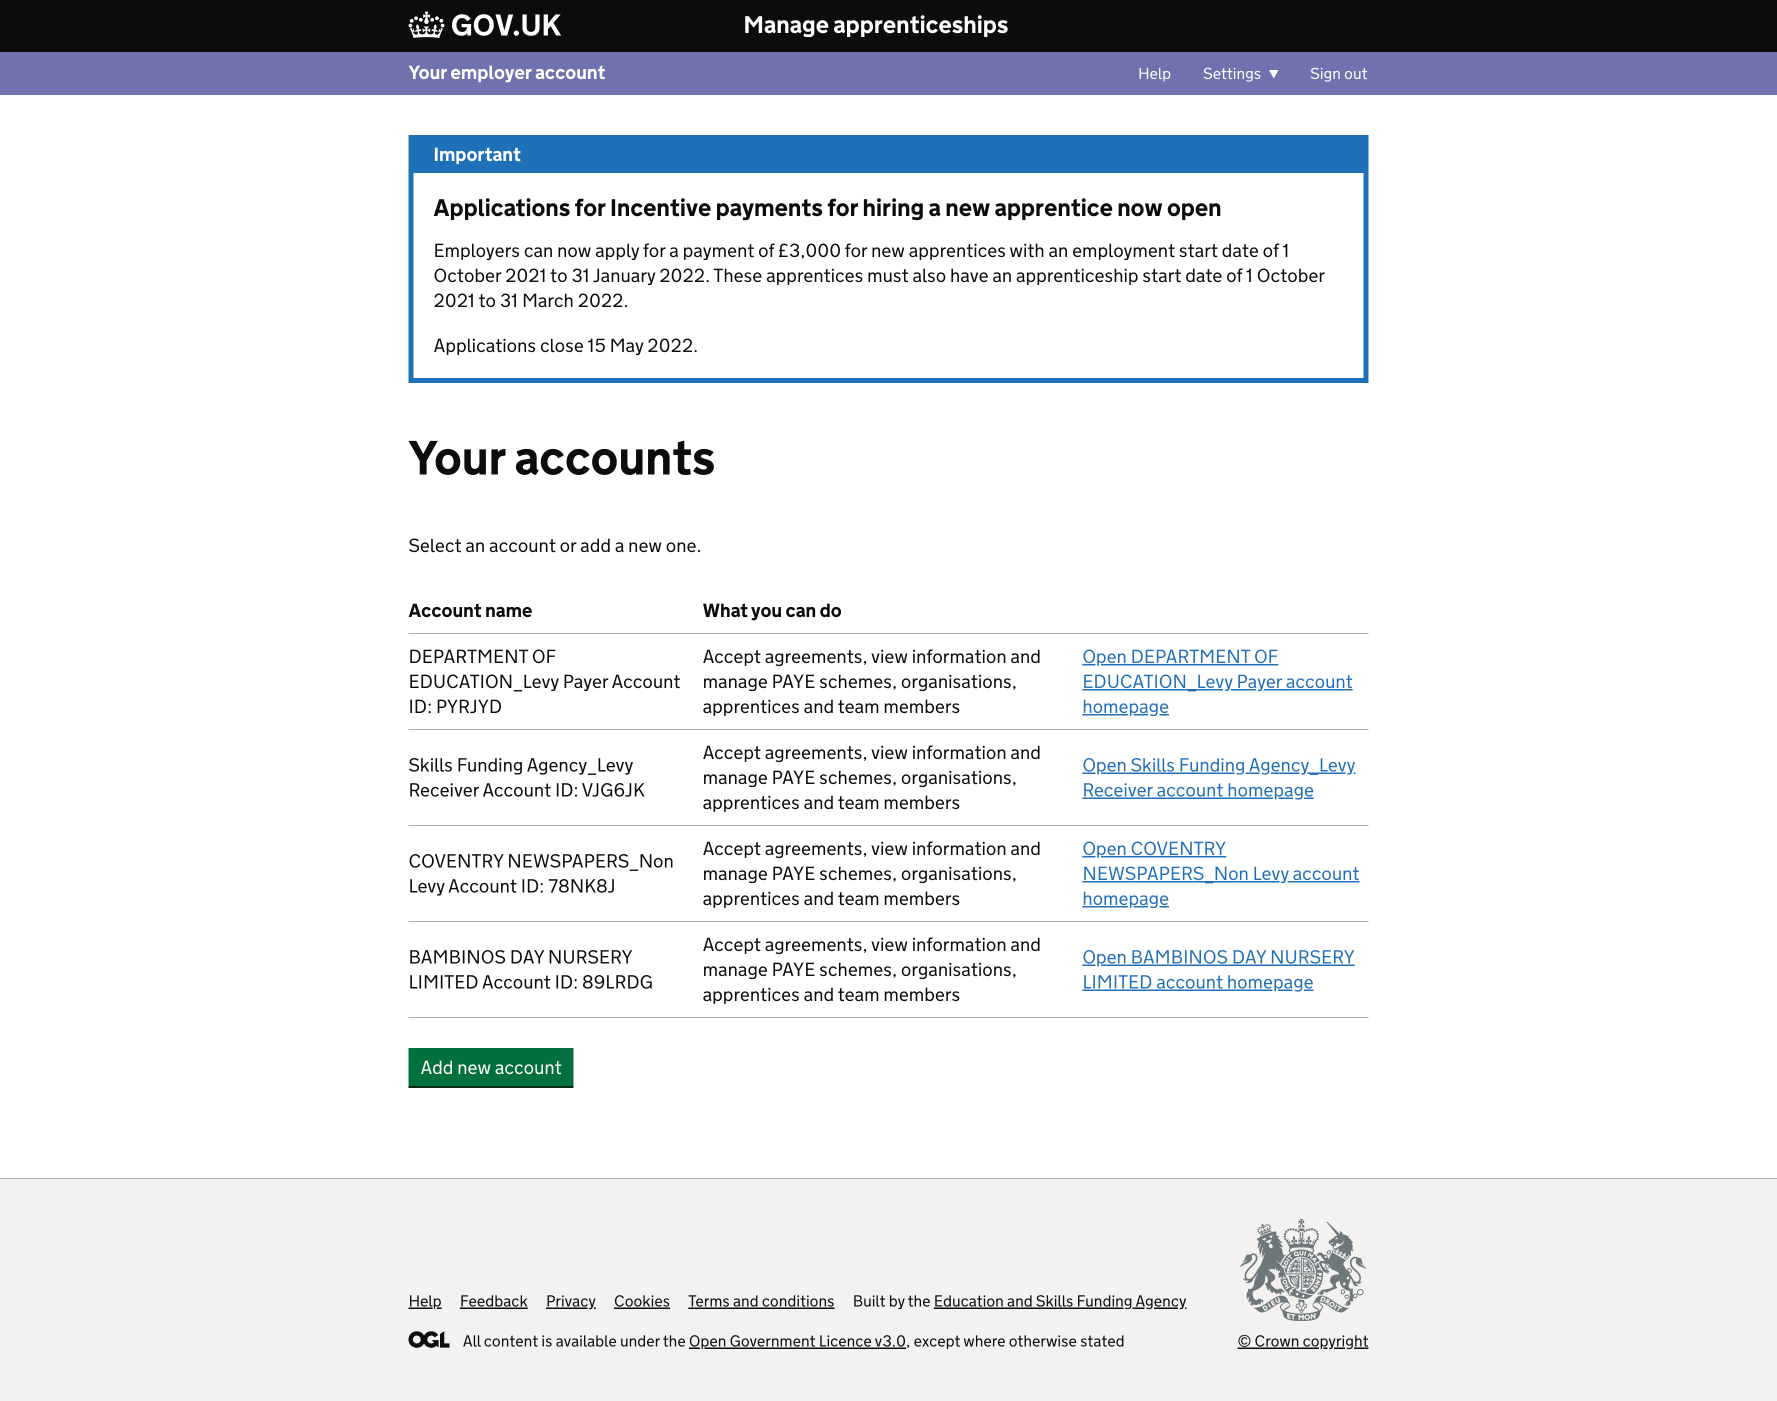 GOV.UK
Manage apprenticeships
Your employer account
Help
Settings ▼
Sign out
Important
Applications for Incentive payments for hiring a new apprentice now open
Employers can now apply for a payment of £3,000 for new apprentices with an employment start date of 1
October 2021 to 31 January 2022. These apprentices must also have an apprenticeship start date of 1 October
2021 to 31 March 2022.
Applications close 15 May 2022.
Your accounts
Select an account or add a new one.
Account name
What you can do
DEPARTMENT OF
EDUCATION_Levy Payer Account
ID: PYRJYD
Accept agreements, view information and
manage PAYE schemes, organisations,
apprentices and team members
Open DEPARTMENT OF
EDUCATION_Levy Payer account
homepage
Skills Funding Agency_Levy
Receiver Account ID: VJG6JK
Accept agreements, view information and
manage PAYE schemes, organisations,
apprentices and team members
Open Skills Funding Agency_Levy
Receiver account homepage
COVENTRY NEWSPAPERS_Non
Levy Account ID: 78NK8J
Accept agreements, view information and
manage PAYE schemes, organisations,
apprentices and team members
Open COVENTRY
NEWSPAPERS_Non Levy account
homepage
BAMBINOS DAY NURSERY
LIMITED Account ID: 89LRDG
Accept agreements, view information and
manage PAYE schemes, organisations,
apprentices and team members
Open BAMBINOS DAY NURSERY
LIMITED account homepage
Add new account
Help
Feedback
Privacy
Cookies
Terms and conditions
Built by the Education and Skills Funding Agency
OGL
All content is available under the Open Government Licence v3.0, except where otherwise stated
DIEU ET MON DROIT
© Crown copyright